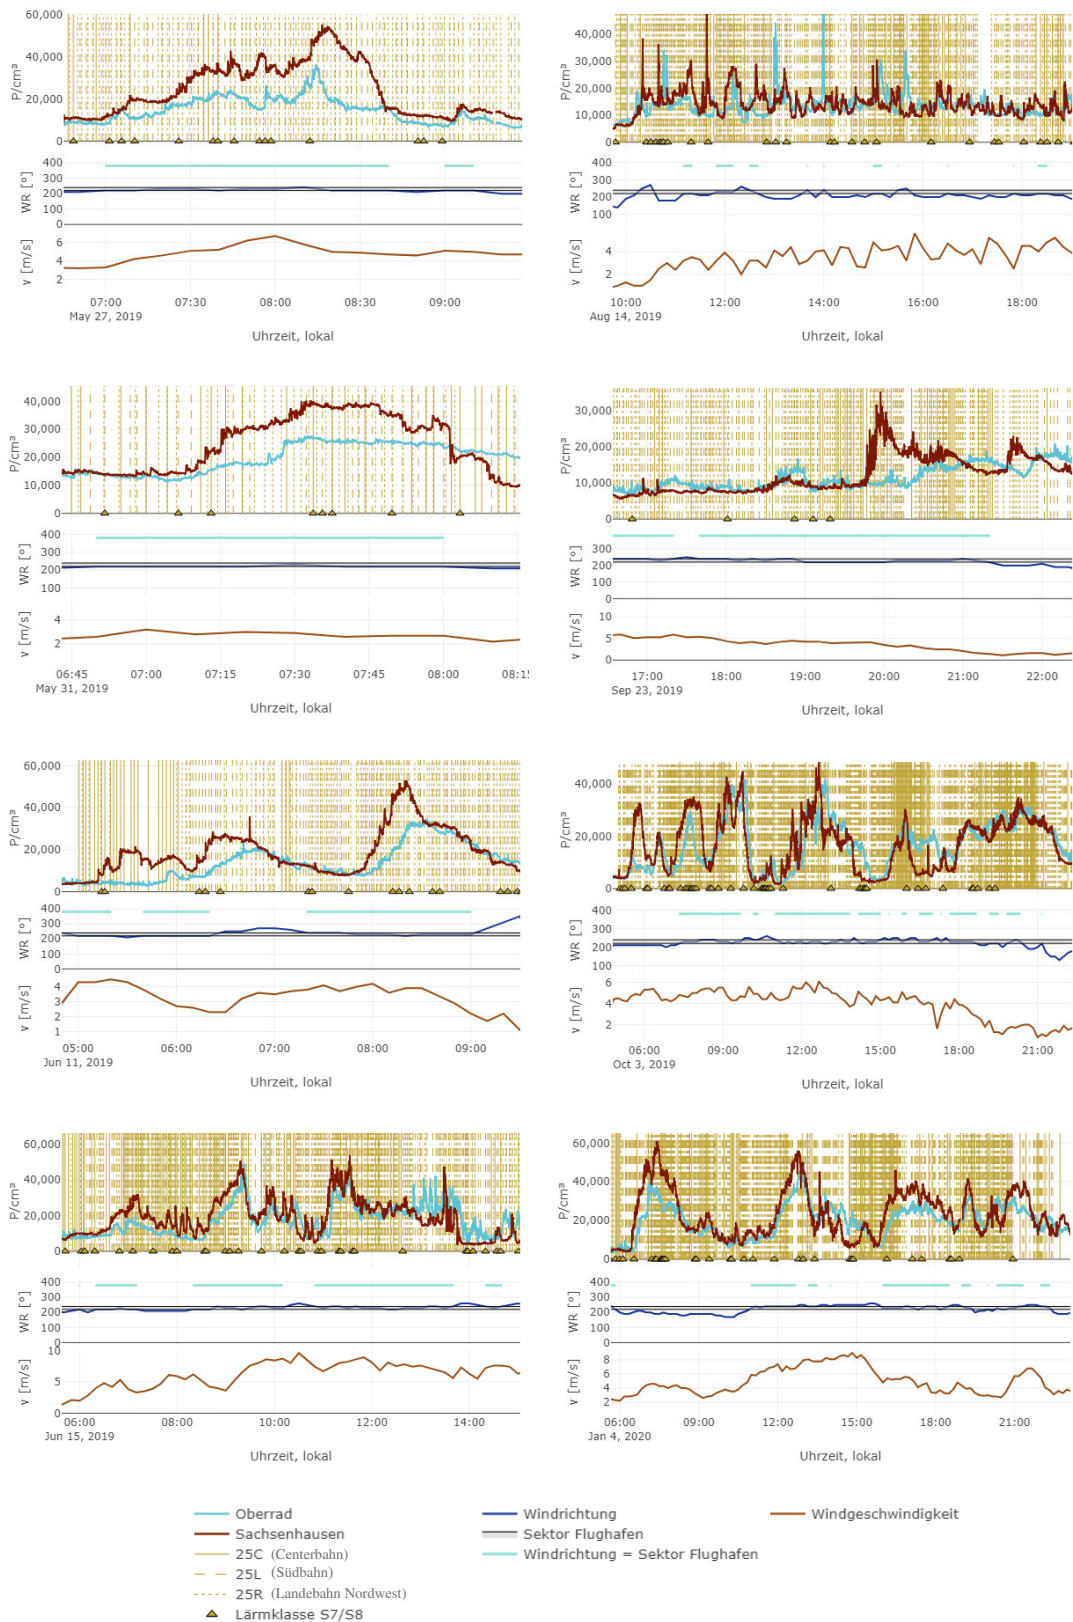 60,000
40,000
20,000
0
P/cm³
400
300
200
100
0
WR [°]
6
4
2
v [m/s]
07:00 07:30 08:00 08:30 09:00
May 27, 2019
Uhrzeit, lokal
40,000
30,000
20,000
10,000
0
P/cm³
400
300
200
100
WR [°]
4
2
v [m/s]
10:00 12:00 14:00 16:00 18:00
Aug 14, 2019
Uhrzeit, lokal
40,000
30,000
20,000
10,000
0
P/cm³
400
300
200
100
WR [°]
4
2
v [m/s]
06:45 07:00 07:15 07:30 07:45 08:00 08:15
May 31, 2019
Uhrzeit, lokal
30,000
20,000
10,000
0
P/cm³
300
200
100
0
WR [°]
10
5
0
v [m/s]
17:00 18:00 19:00 20:00 21:00 22:00
Sep 23, 2019
Uhrzeit, lokal
60,000
40,000
20,000
0
P/cm³
400
300
200
100
0
WR [°]
4
3
2
1
v [m/s]
05:00 06:00 07:00 08:00 09:00
Jun 11, 2019
Uhrzeit, lokal
40,000
20,000
0
P/cm³
400
300
200
100
WR [°]
6
4
2
v [m/s]
06:00 09:00 12:00 15:00 18:00 21:00
Oct 3, 2019
Uhrzeit, lokal
60,000
40,000
20,000
0
P/cm³
400
300
200
100
0
WR [°]
10
5
0
v [m/s]
06:00 08:00 10:00 12:00 14:00
Jun 15, 2019
Uhrzeit, lokal
60,000
40,000
20,000
0
P/cm³
400
300
200
100
0
WR [°]
8
6
4
2
v [m/s]
06:00 09:00 12:00 15:00 18:00 21:00
Jan 4, 2020
Uhrzeit, lokal
Oberrad
Sachsenhausen
25C (Centerbahn)
25L (Südbahn)
25R (Landebahn Nordwest)
Lärmklasse S7/S8
Windrichtung
Sektor Flughafen
Windrichtung = Sektor Flughafen
Windgeschwindigkeit